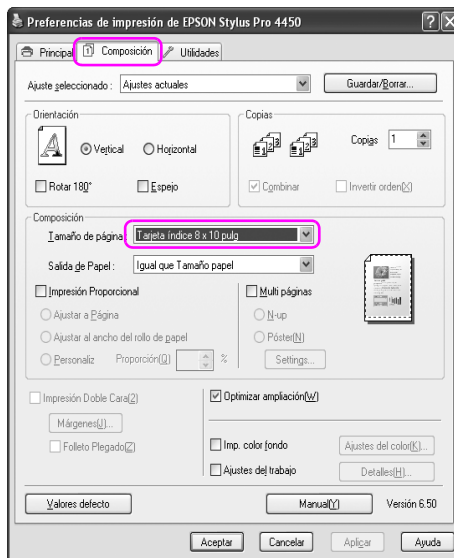 Preferencias de impresión de EPSON Stylus Pro 4450
Principal Composición Utilidades
Ajuste seleccionado : Ajustes actuales Guardar/Borrar...
Orientación
Vertical Horizontal
Rotar 180° Espejo
Copias
Copias 1
Combinar Invertir orden(X)
Composición
Tamaño de página: Tarjeta índice 8 x 10 pulg
Salida de Papel : Igual que Tamaño papel
Impresión Proporcional
Ajustar a Página
Ajustar al ancho del rollo de papel
Personaliz Proporción(Q) %
Multi páginas
N-up
Póster(N)
Settings...
Impresión Doble Cara(2)
Márgenes(J)...
Folleto Plegado(Z)
Optimizar ampliación(W)
Imp. color fondo Ajustes del color(K)...
Ajustes del trabajo Detalles(H)...
Valores defecto Manual(Y) Versión 6.50
Aceptar Cancelar Aplicar Ayuda